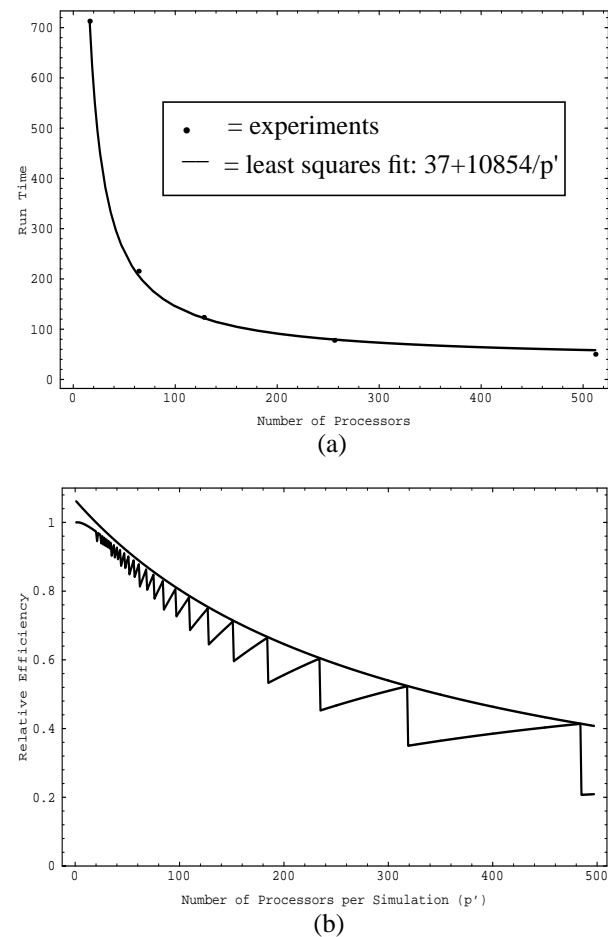 700
600
500
400
300
200
100
0
Run Time
• = experiments
— = least squares fit: 37+10854/p'
0 100 200 300 400 500
Number of Processors
(a)
1
0.8
0.6
0.4
0.2
0
Relative Efficiency
0 100 200 300 400 500
Number of Processors per Simulation (p')
(b)